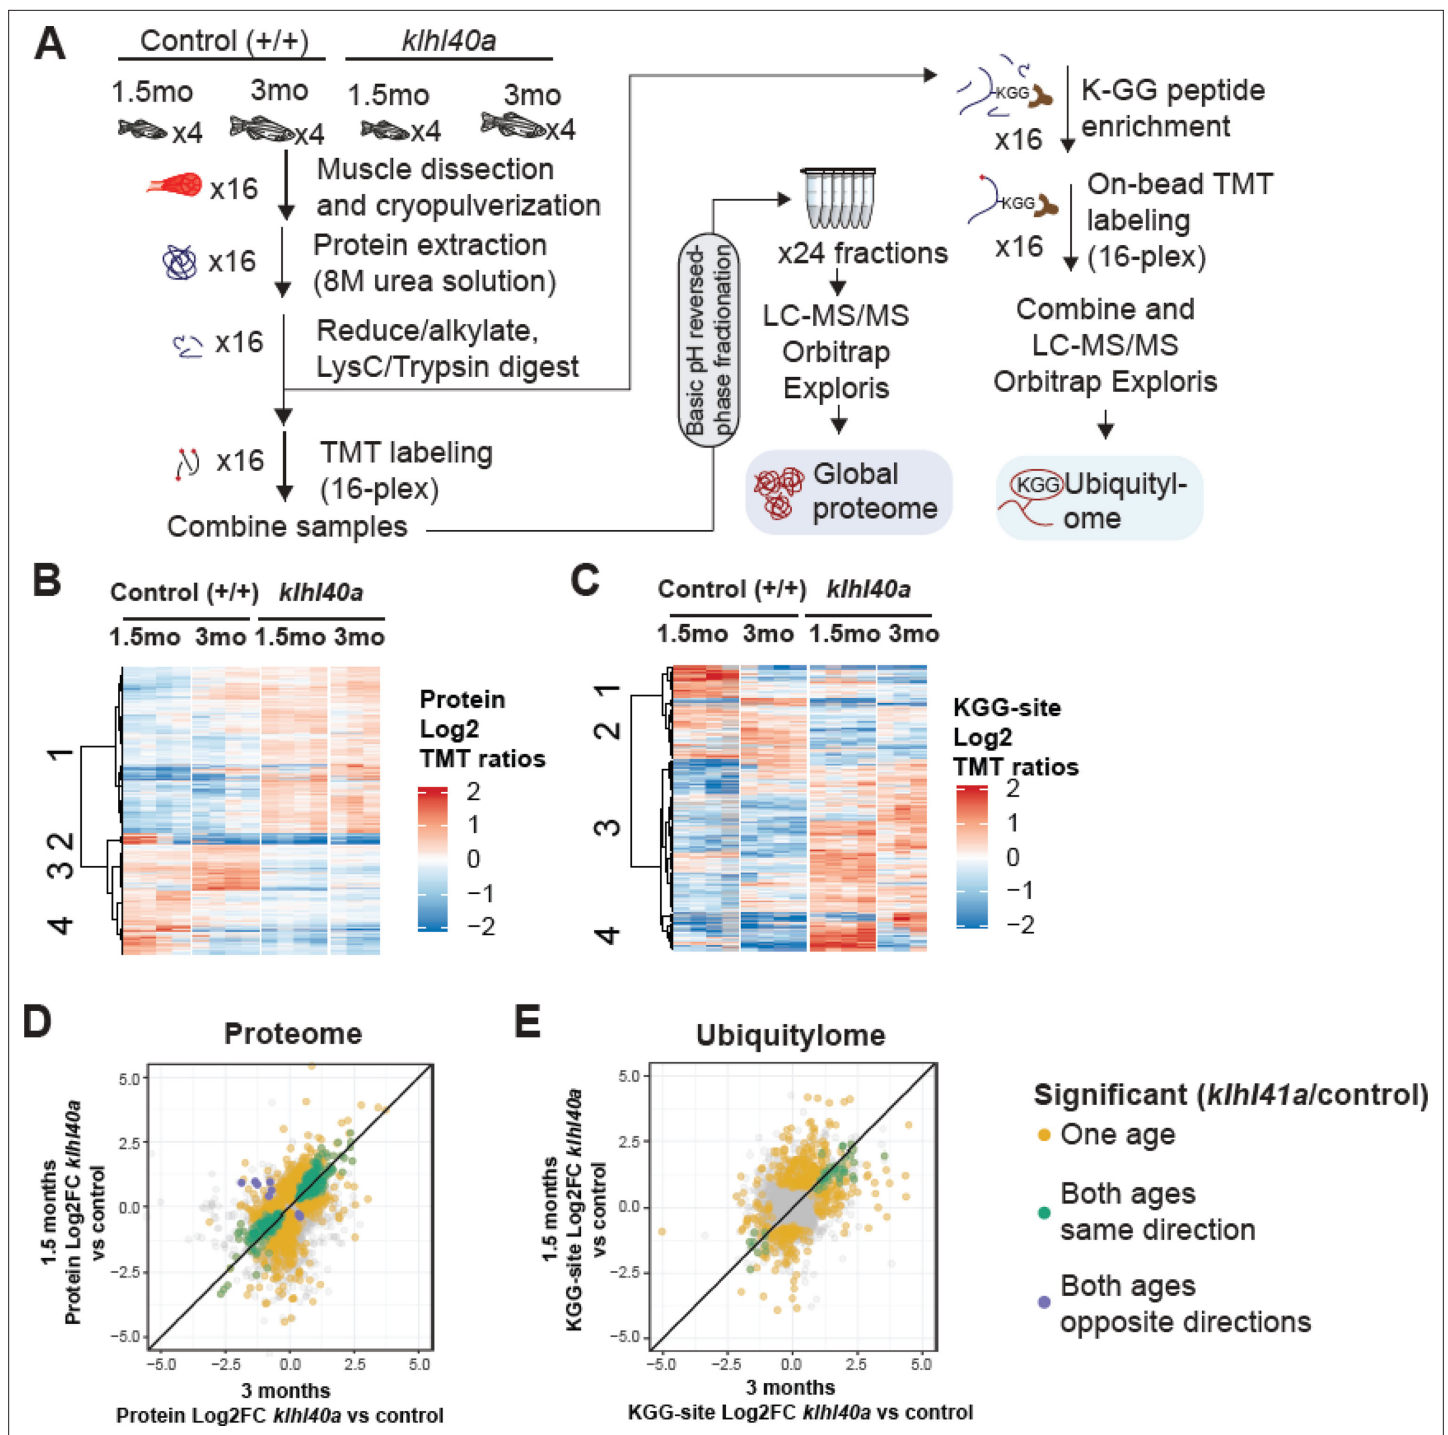 A
Control (+/+)
klhl40a
1.5mo
3mo
1.5mo
3mo
x4
x4
x4
x4
x16
Muscle dissection
and cryopulverization
x16
Protein extraction
(8M urea solution)
x16
Reduce/alkylate,
LysC/Trypsin digest
x16
TMT labeling
(16-plex)
Combine samples
Basic pH reversed-
phase fractionation
x24 fractions
LC-MS/MS
Orbitrap
Exploris
Global
proteome
KGG
x16
K-GG peptide
enrichment
KGG
x16
On-bead TMT
labeling
(16-plex)
Combine and
LC-MS/MS
Orbitrap Exploris
KGG
Ubiquityl-
ome
B
Control (+/+) klhl40a
1.5mo 3mo 1.5mo 3mo
1
2
3
4
Protein
Log2
TMT ratios
2
1
0
−1
−2
C
Control (+/+) klhl40a
1.5mo 3mo 1.5mo 3mo
1
2
3
4
KGG-site
Log2
TMT ratios
2
1
0
−1
−2
D
Proteome
1.5 months
Protein Log2FC klhl40a
vs control
5.0
2.5
0.0
−2.5
−5.0
−5.0 −2.5 0.0 2.5 5.0
3 months
Protein Log2FC klhl40a vs control
E
Ubiquitylome
1.5 months
KGG-site Log2FC klhl40a
vs control
5.0
2.5
0.0
−2.5
−5.0
−5.0 −2.5 0.0 2.5 5.0
3 months
KGG-site Log2FC klhl40a vs control
Significant (klhl41a/control)
One age
Both ages
same direction
Both ages
opposite directions